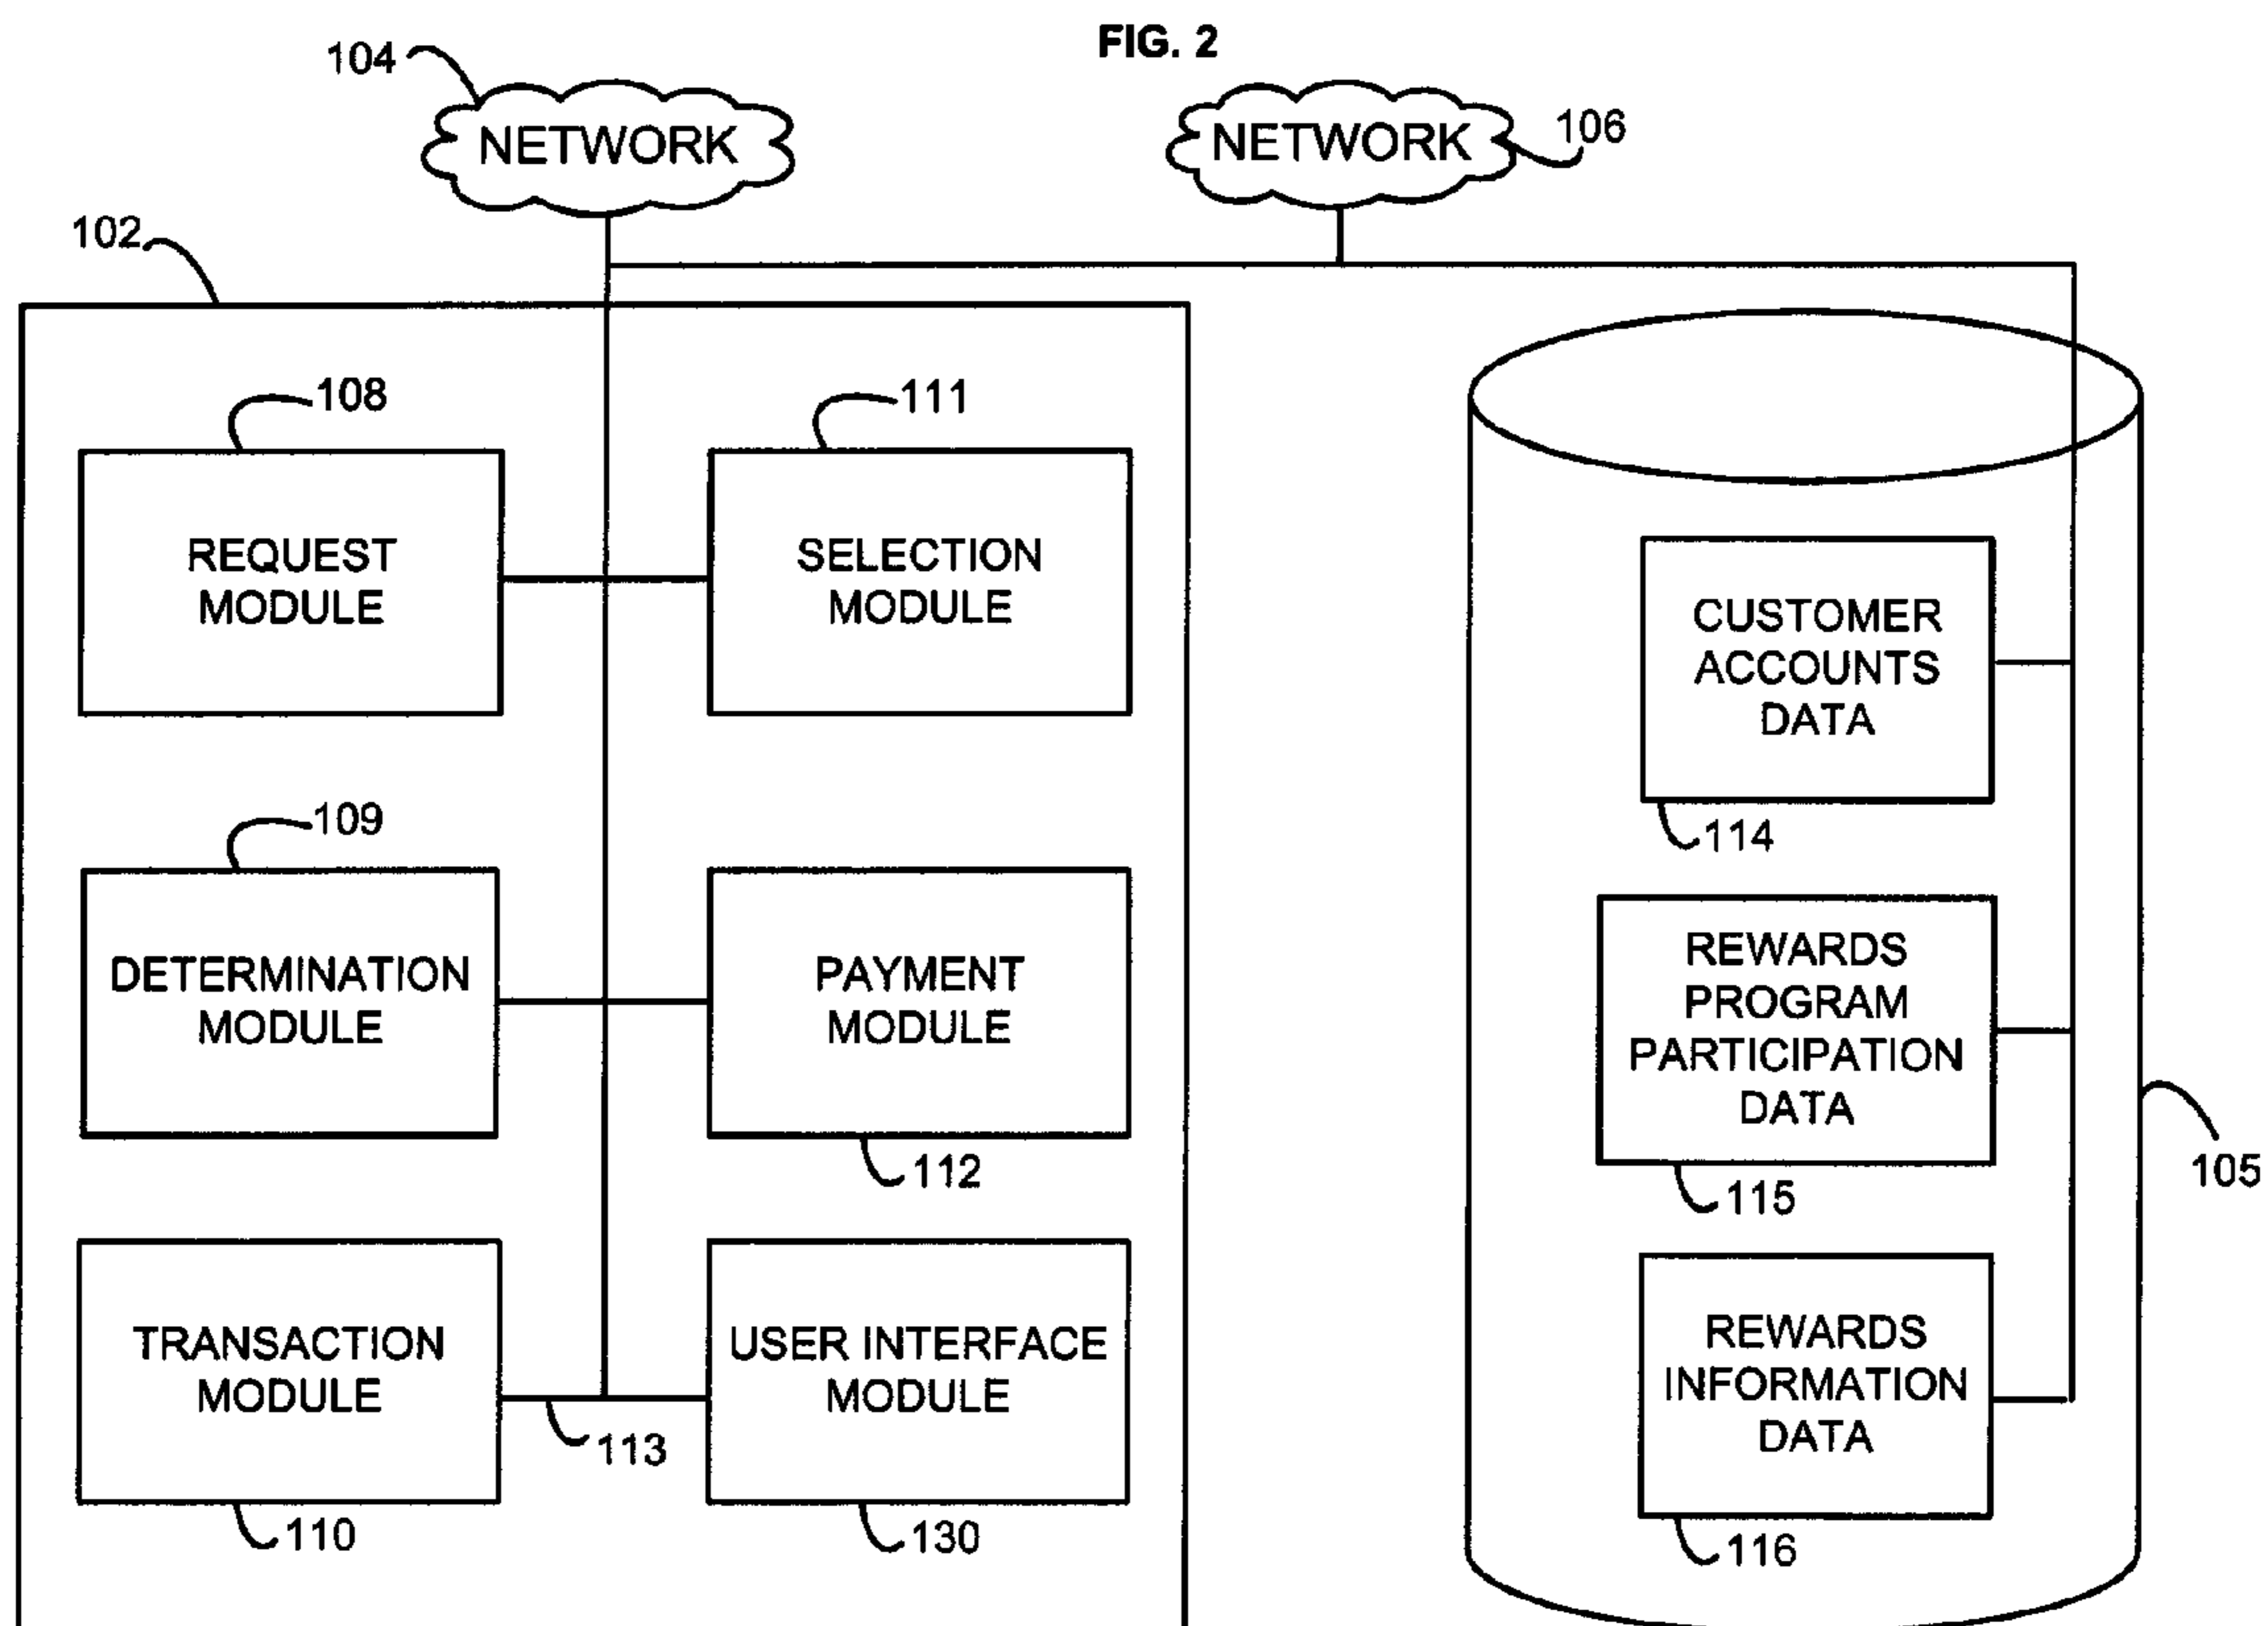 FIG. 2
104
NETWORK
NETWORK
106
102
108
REQUEST
MODULE
111
SELECTION
MODULE
109
DETERMINATION
MODULE
PAYMENT
MODULE
112
TRANSACTION
MODULE
110
113
USER INTERFACE
MODULE
130
CUSTOMER
ACCOUNTS
DATA
114
REWARDS
PROGRAM
PARTICIPATION
DATA
115
105
REWARDS
INFORMATION
DATA
116